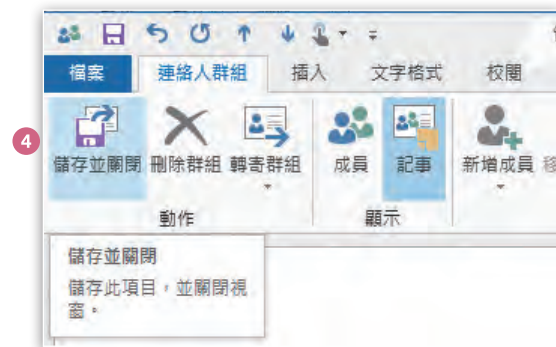 檔案 連絡人群組 插入 文字格式 校閱
4
儲存並關閉 刪除群組 轉寄群組 成員 記事 新增成員
動作 顯示
儲存並關閉
儲存此項目，並關閉視
窗。